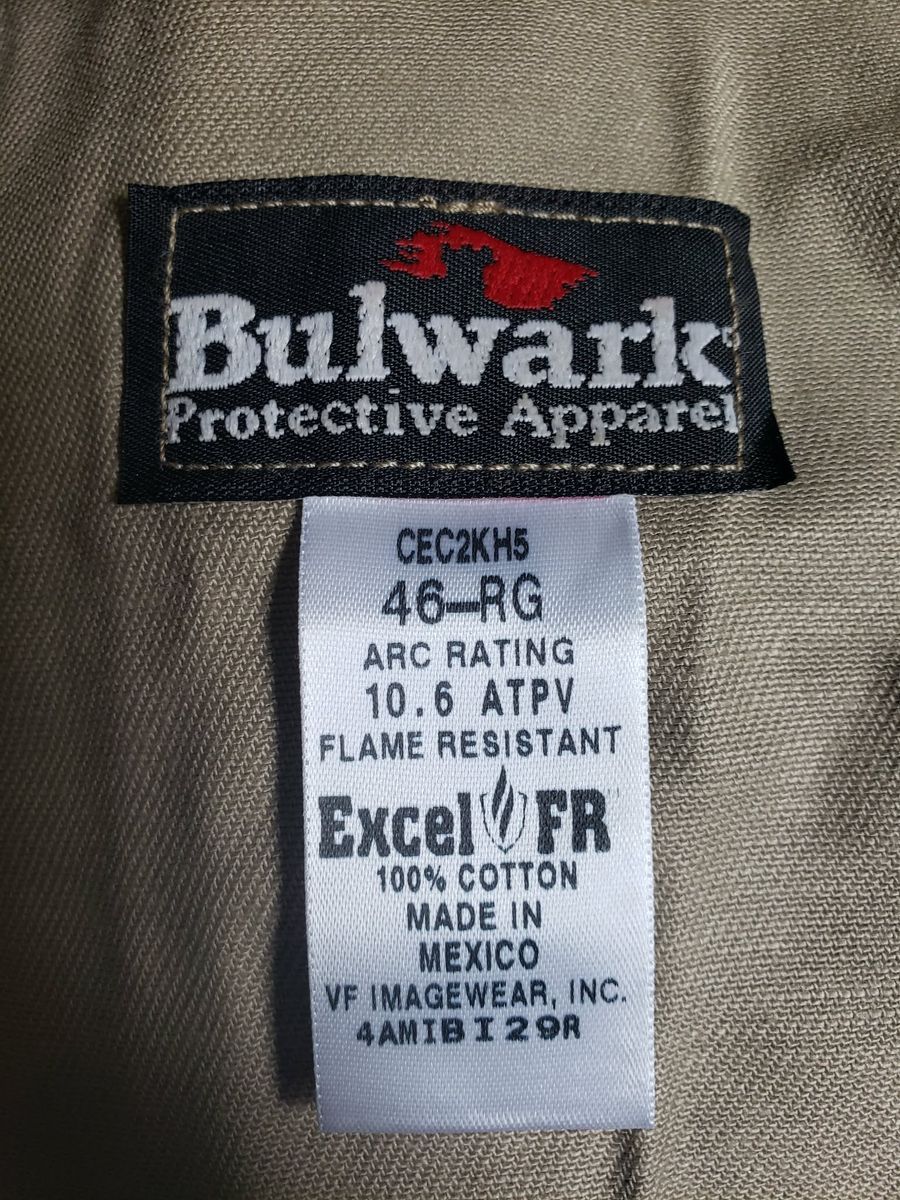 Bulwark
Protective Apparel
CEC2KH5
46-RG
ARC RATING
10.6 ATPV
FLAME RESISTANT
Excel FR
100% COTTON
MADE IN
MEXICO
VF IMAGEWEAR, INC.
4AMIBI29R